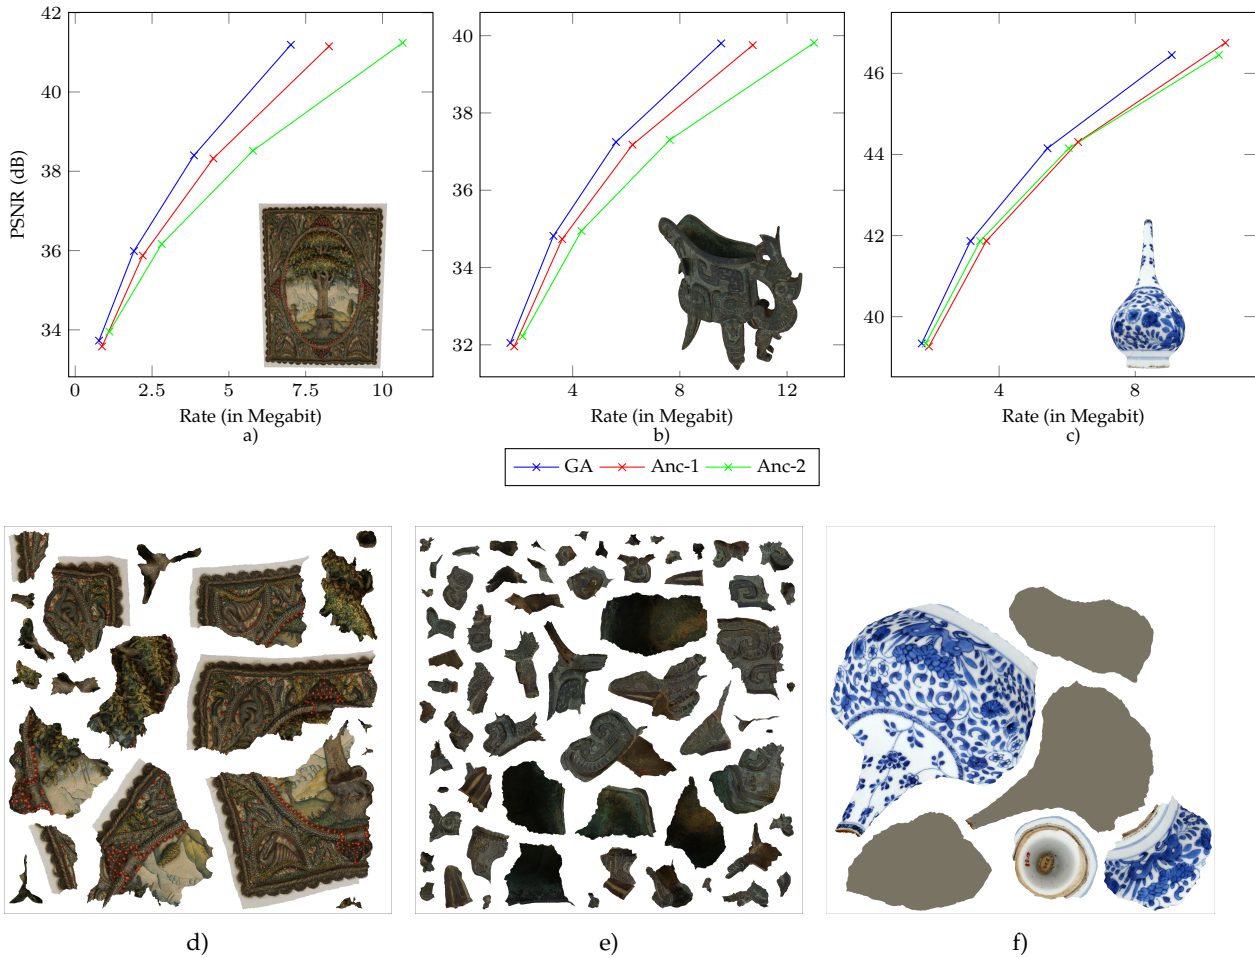 42
40
38
36
34
PSNR (dB)
0
2.5
5
7.5
10
Rate (in Megabit)
a)
40
38
36
34
32
4
8
12
Rate (in Megabit)
b)
46
44
42
40
4
8
Rate (in Megabit)
c)
GA Anc-1 Anc-2
d)
e)
f)